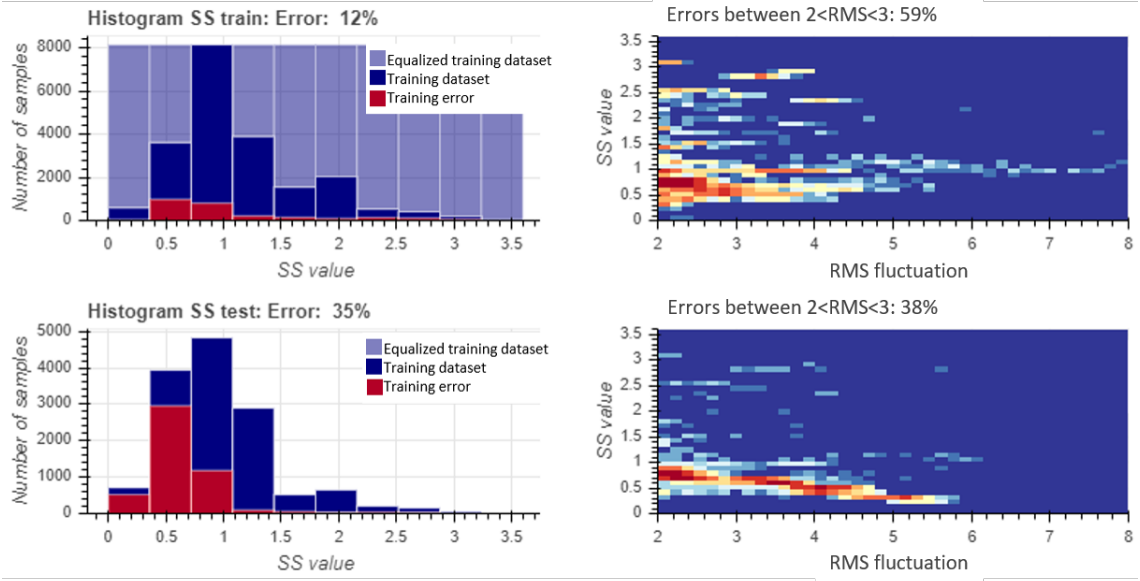 Histogram SS train: Error: 12%
Number of samples
8000
6000
4000
2000
0
Equalized training dataset
Training dataset
Training error
0 0.5 1 1.5 2 2.5 3 3.5
SS value
Errors between 2<RMS<3: 59%
SS value
3.5
3
2.5
2
1.5
1
0.5
0
2 3 4 5 6 7 8
RMS fluctuation
Histogram SS test: Error: 35%
Number of samples
5000
4000
3000
2000
1000
0
Equalized training dataset
Training dataset
Training error
0 0.5 1 1.5 2 2.5 3 3.5
SS value
Errors between 2<RMS<3: 38%
SS value
3.5
3
2.5
2
1.5
1
0.5
0
2 3 4 5 6 7 8
RMS fluctuation